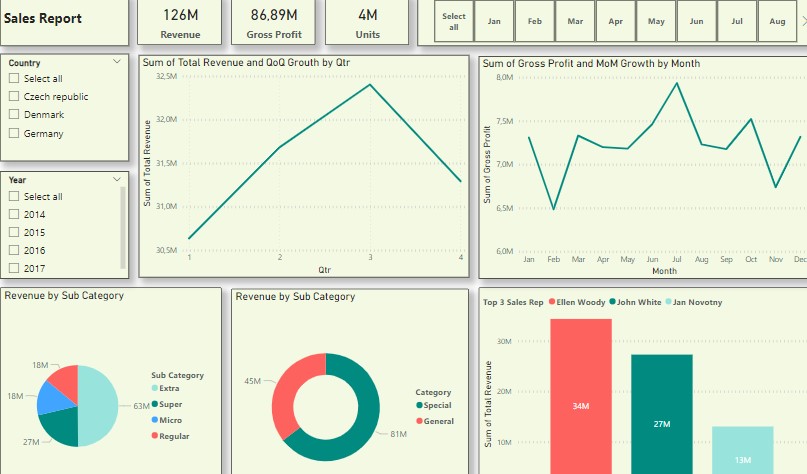 Sales Report
126M
Revenue
86,89M
Gross Profit
4M
Units
Select all
Jan
Feb
Mar
Apr
May
Jun
Jul
Aug
Country
Select all
Czech republic
Denmark
Germany
Year
Select all
2014
2015
2016
2017
Sum of Total Revenue and QoQ Grouth by Qtr
Sum of Total Revenue
32,5M
32,0M
31,5M
31,0M
30,5M
1 2 3 4
Qtr
Sum of Gross Profit and MoM Growth by Month
Sum of Gross Profit
8,0M
7,5M
7,0M
6,5M
6,0M
Jan Feb Mar Apr May Jun Jul Aug Sep Oct Nov Dec
Month
Revenue by Sub Category
18M
18M
27M
63M
Sub Category
Extra
Super
Micro
Regular
Revenue by Sub Category
45M
81M
Category
Special
General
Top 3 Sales Rep Ellen Woody John White Jan Novotny
Sum of Total Revenue
30M
20M
10M
34M
27M
13M